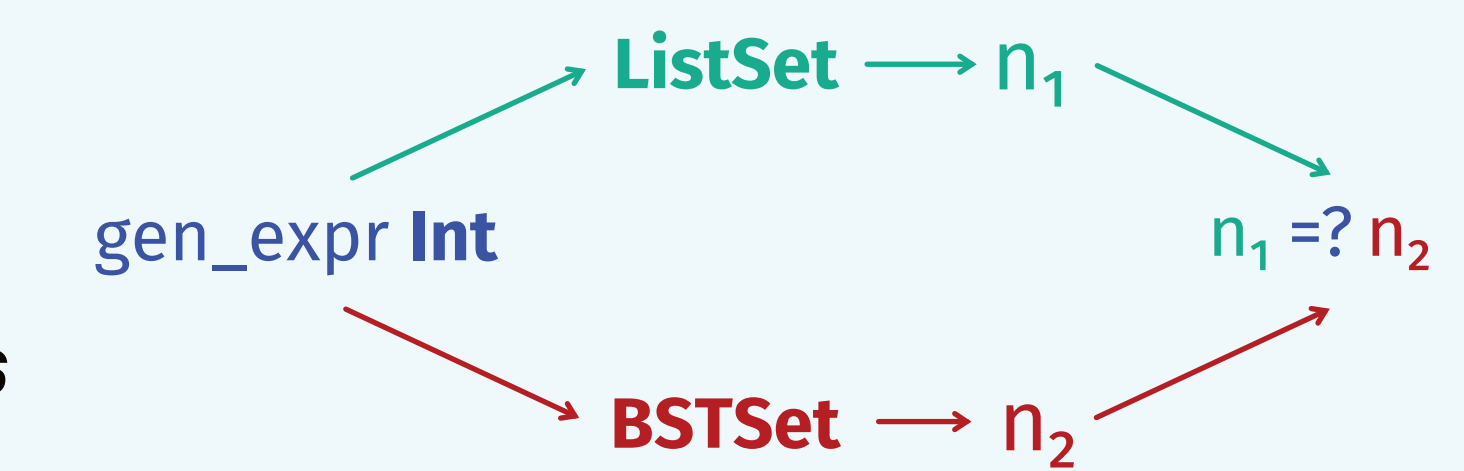 ListSet → n₁
gen_expr Int
n₁ =? n₂
BSTSet → n₂